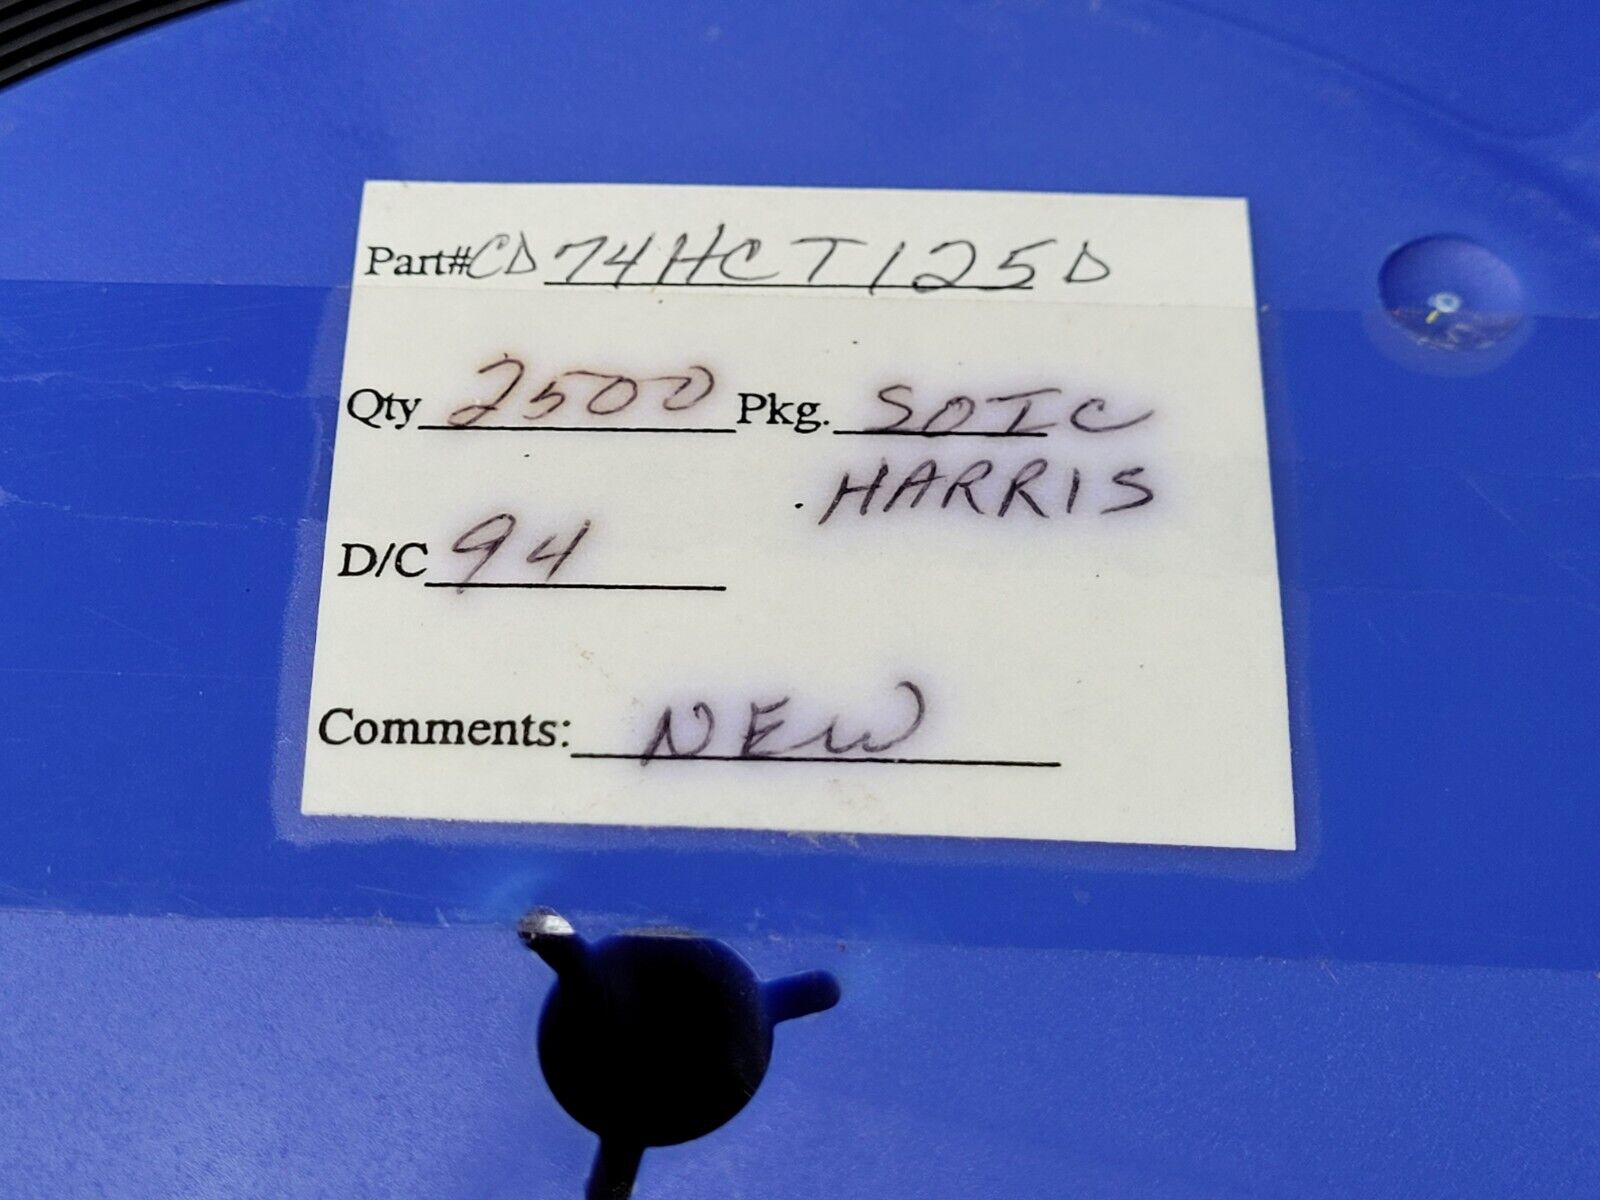 Part# CD74HCT125D
Qty 2500 Pkg. SOIC
HARRIS
D/C 94
Comments: NEW